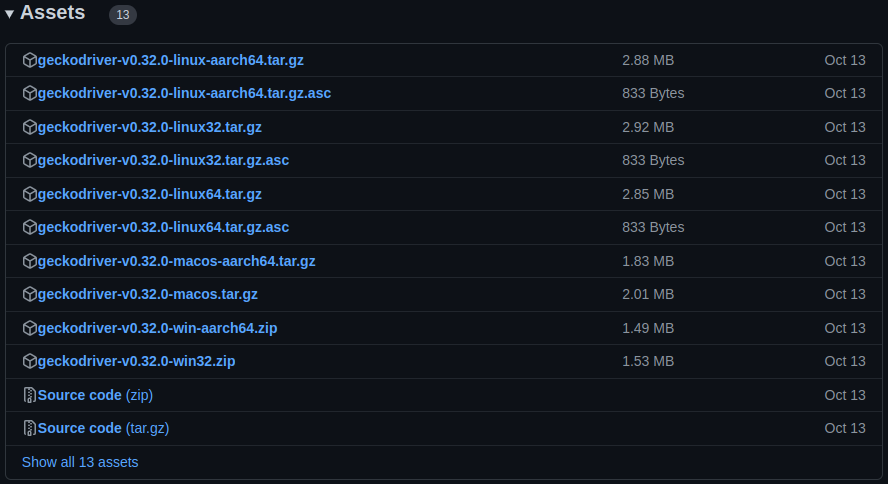 Assets 13
geckodriver-v0.32.0-linux-aarch64.tar.gz 2.88 MB Oct 13
geckodriver-v0.32.0-linux-aarch64.tar.gz.asc 833 Bytes Oct 13
geckodriver-v0.32.0-linux32.tar.gz 2.92 MB Oct 13
geckodriver-v0.32.0-linux32.tar.gz.asc 833 Bytes Oct 13
geckodriver-v0.32.0-linux64.tar.gz 2.85 MB Oct 13
geckodriver-v0.32.0-linux64.tar.gz.asc 833 Bytes Oct 13
geckodriver-v0.32.0-macos-aarch64.tar.gz 1.83 MB Oct 13
geckodriver-v0.32.0-macos.tar.gz 2.01 MB Oct 13
geckodriver-v0.32.0-win-aarch64.zip 1.49 MB Oct 13
geckodriver-v0.32.0-win32.zip 1.53 MB Oct 13
Source code (zip) Oct 13
Source code (tar.gz) Oct 13
Show all 13 assets